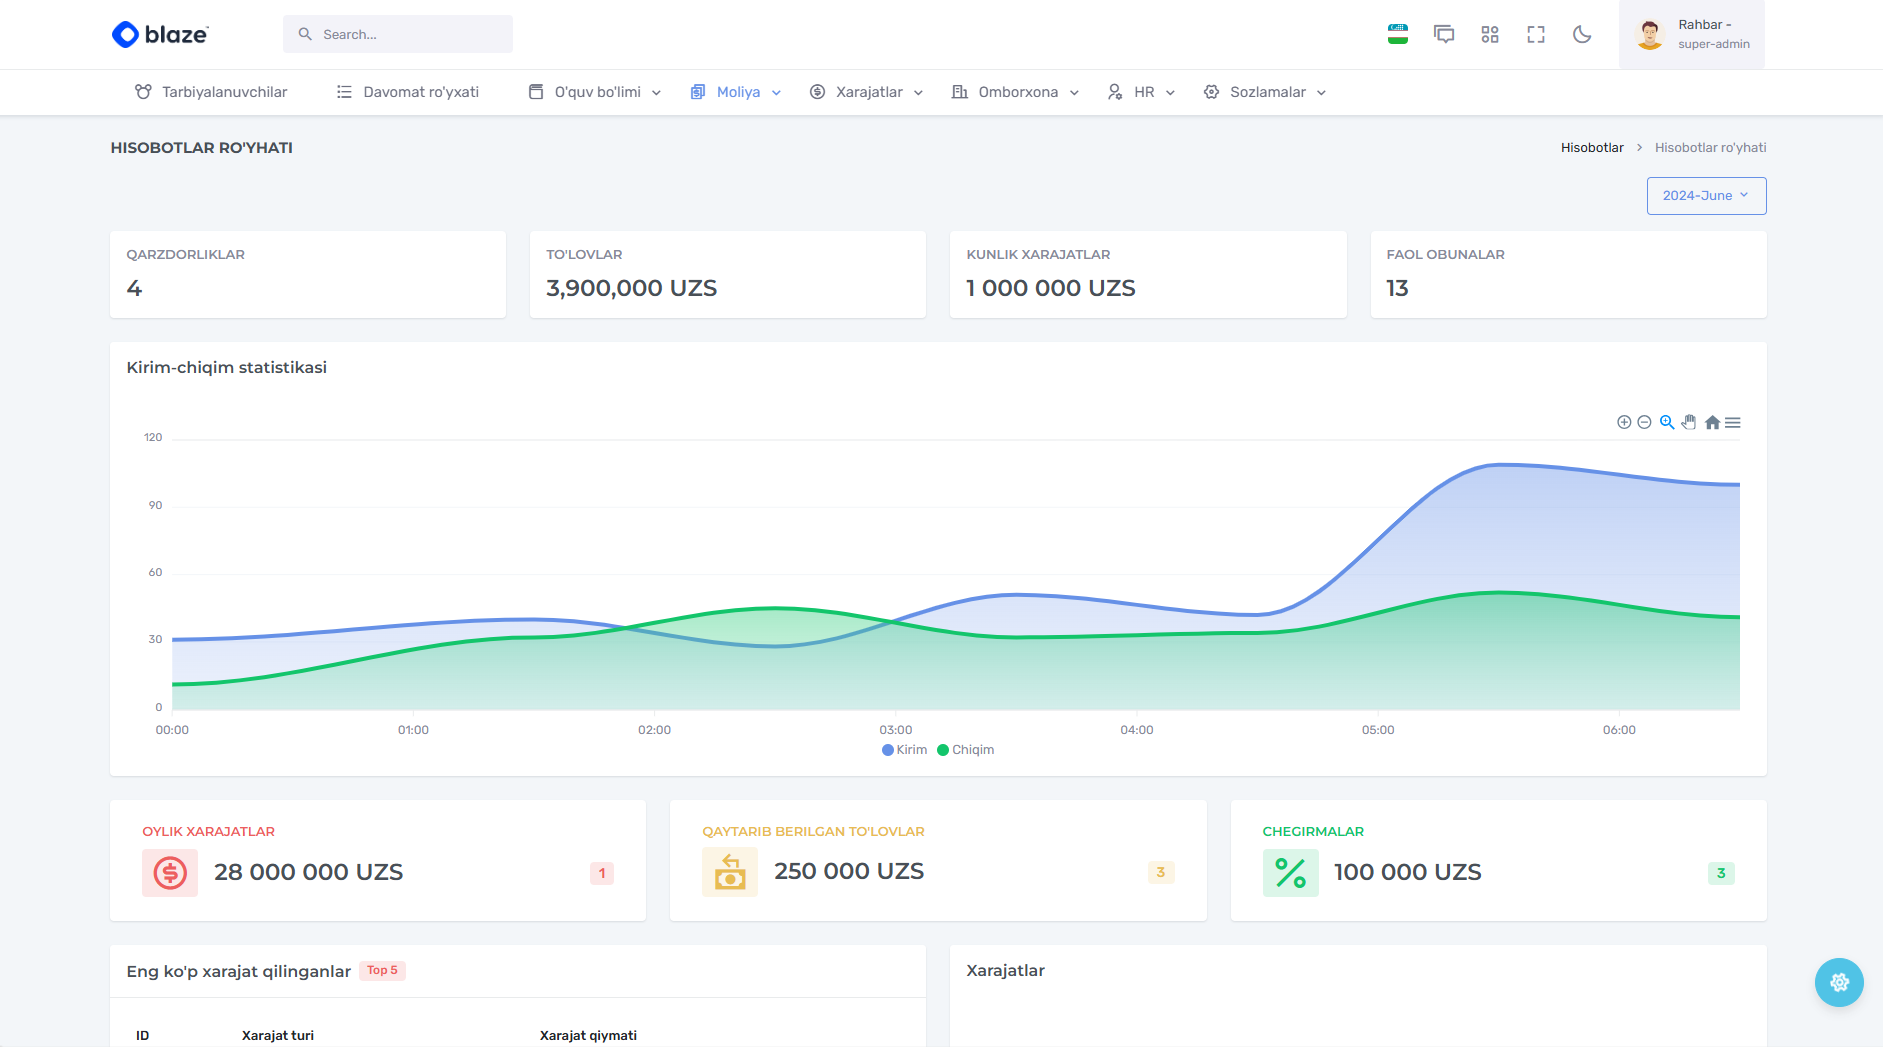 blaze™
Search...
Rahbar -
super-admin
Tarbiyalanuvchilar
Davomat ro'yxati
O'quv bo'limi
Moliya
Xarajatlar
Omborxona
HR
Sozlamalar
HISOBOTLAR RO'YHATI
Hisobotlar > Hisobotlar ro'yhati
2024-June
QARZDORLIKLAR
4
TO'LOVLAR
3,900,000 UZS
KUNLIK XARAJATLAR
1 000 000 UZS
FAOL OBUNALAR
13
Kirim-chiqim statistikasi
120
90
60
30
0
00:00 01:00 02:00 03:00 04:00 05:00 06:00
Kirim Chiqim
OYLIK XARAJATLAR
28 000 000 UZS
1
QAYTARIB BERILGAN TO'LOVLAR
250 000 UZS
3
CHEGIRMALAR
100 000 UZS
3
Eng ko'p xarajat qilinganlar Top 5
ID Xarajat turi Xarajat qiymati
Xarajatlar